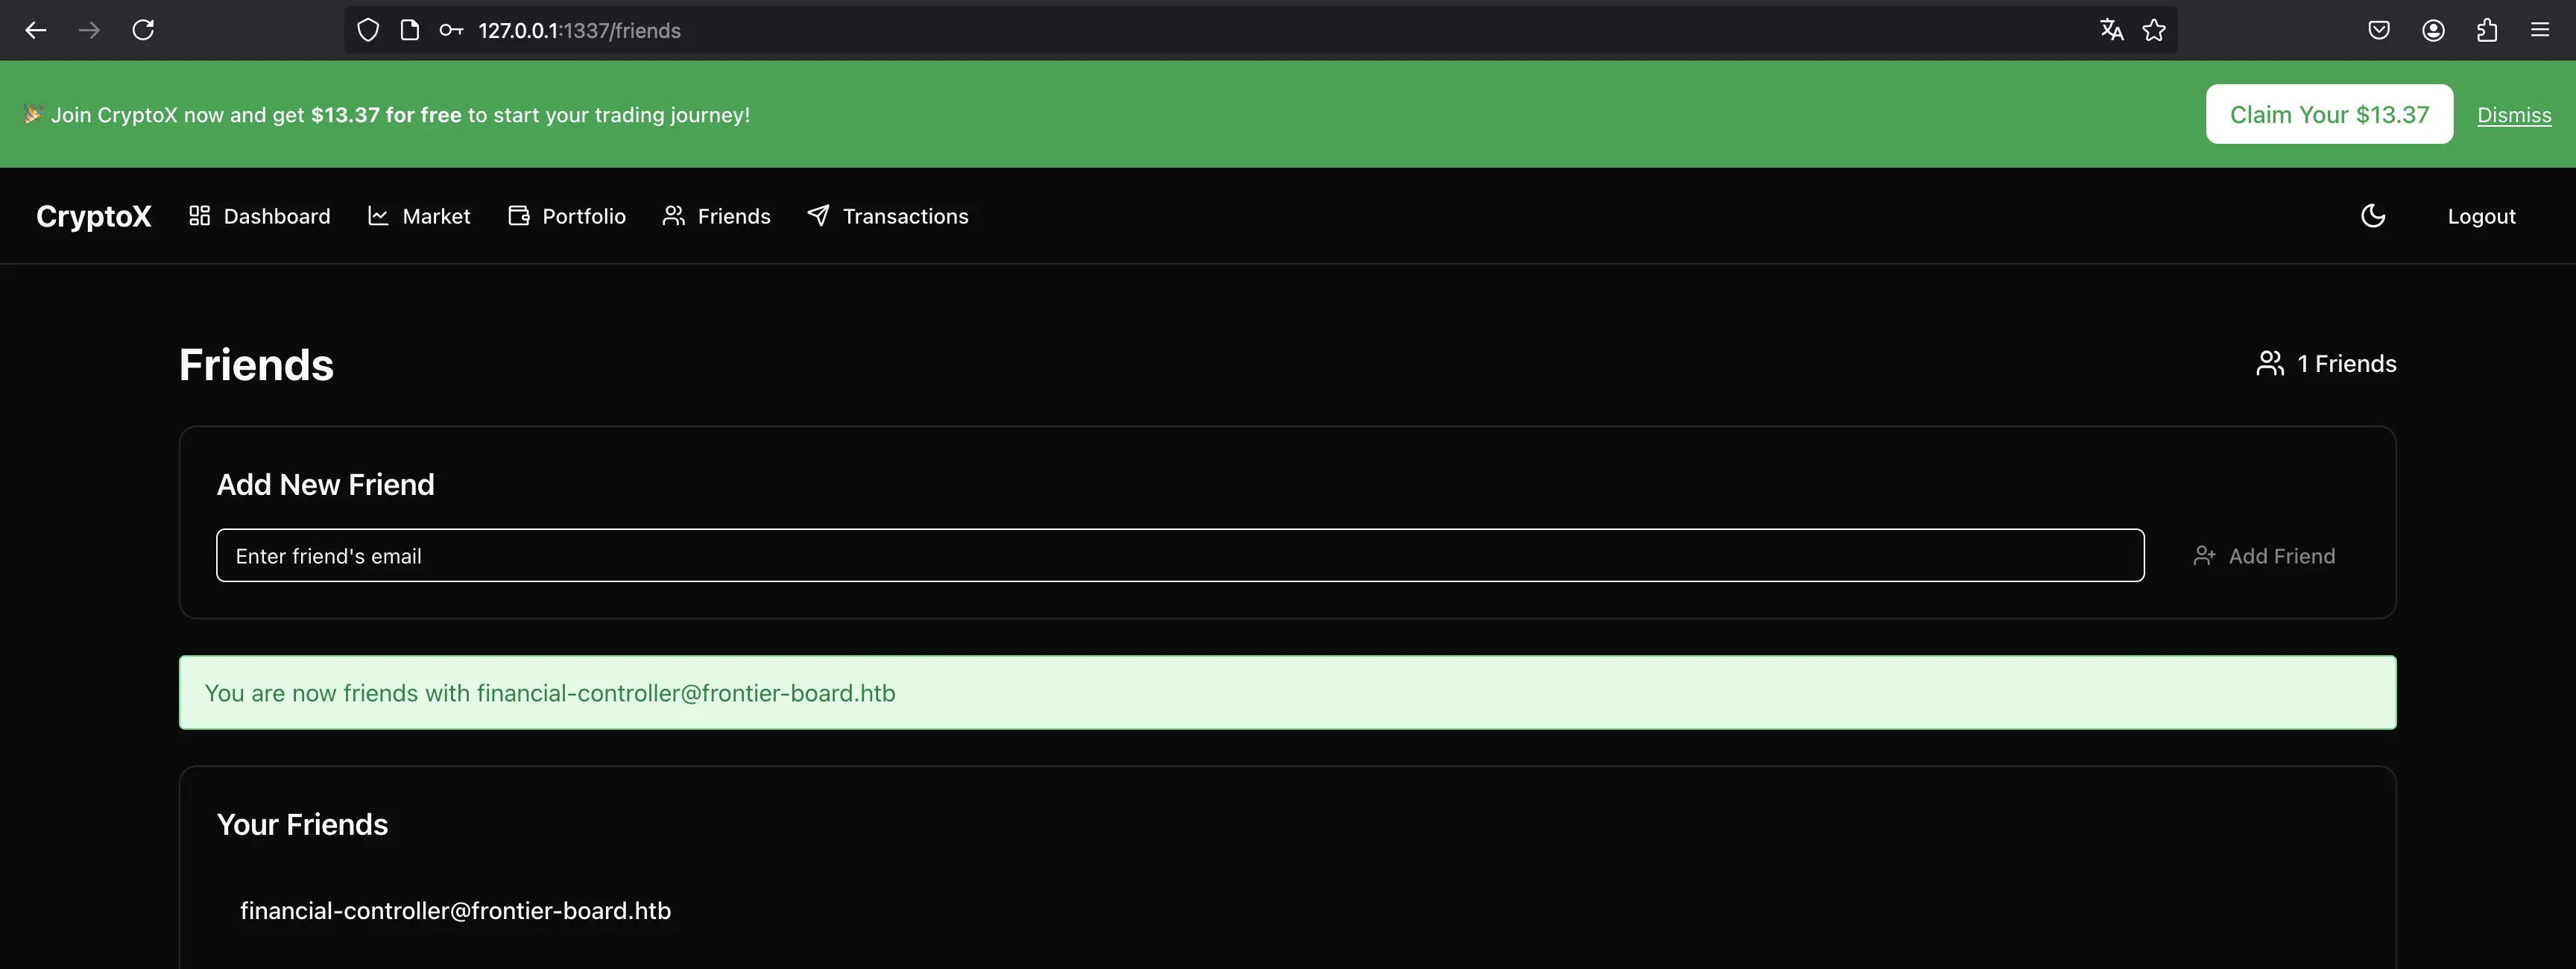 127.0.0.1:1337/friends
🎉 Join CryptoX now and get $13.37 for free to start your trading journey!
Claim Your $13.37
Dismiss
CryptoX
Dashboard
Market
Portfolio
Friends
Transactions
Logout
Friends
1 Friends
Add New Friend
Enter friend's email
Add Friend
You are now friends with financial-controller@frontier-board.htb
Your Friends
financial-controller@frontier-board.htb